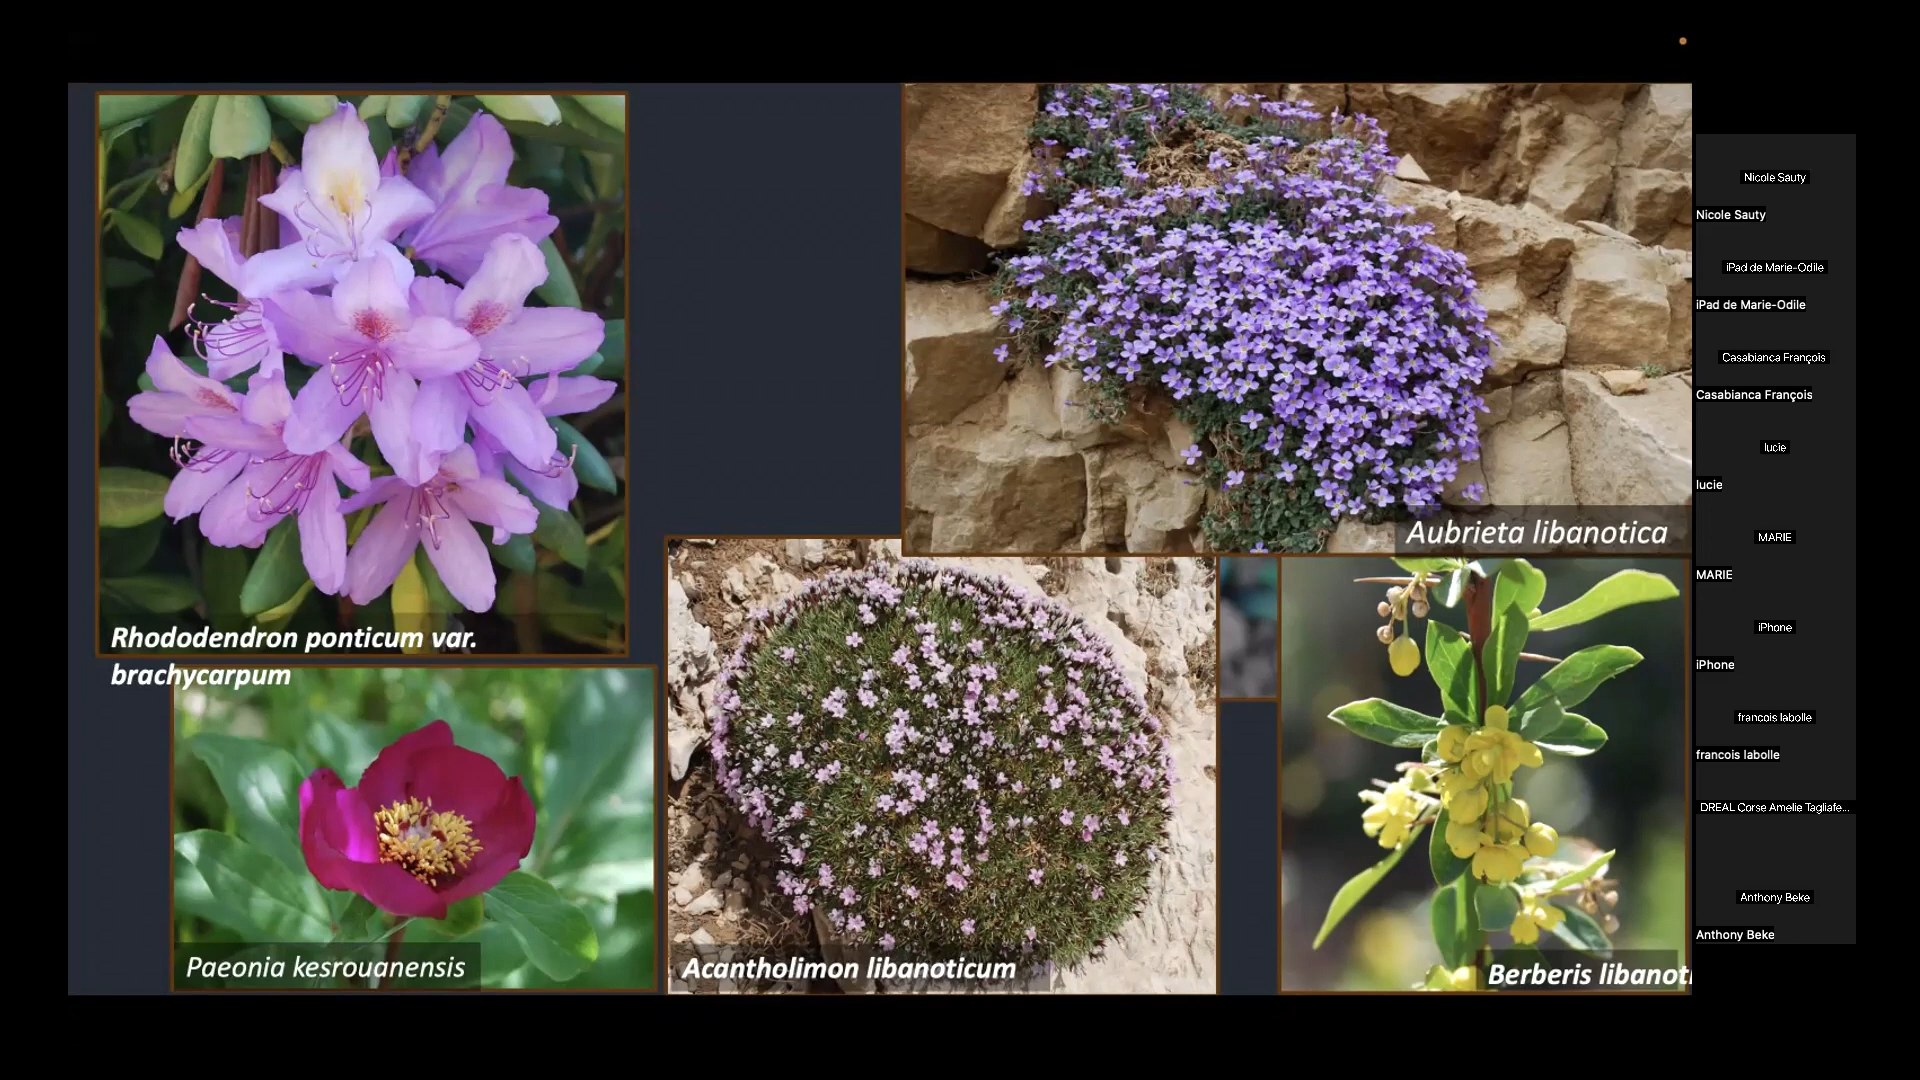 Rhododendron ponticum var.
brachycarpum
Aubrieta libanotica
Paeonia kesrouanensis
Acantholimon libanoticum
Berberis
Nicole Sauty
Nicole Sauty
iPad de Marie-Odile
iPad de Marie-Odile
Casabianca François
Casabianca François
lucie
lucie
MARIE
MARIE
iPhone
iPhone
francois labolle
francois labolle
DREAL Corse Amelie Tagliafe...
Anthony Beke
Anthony Beke